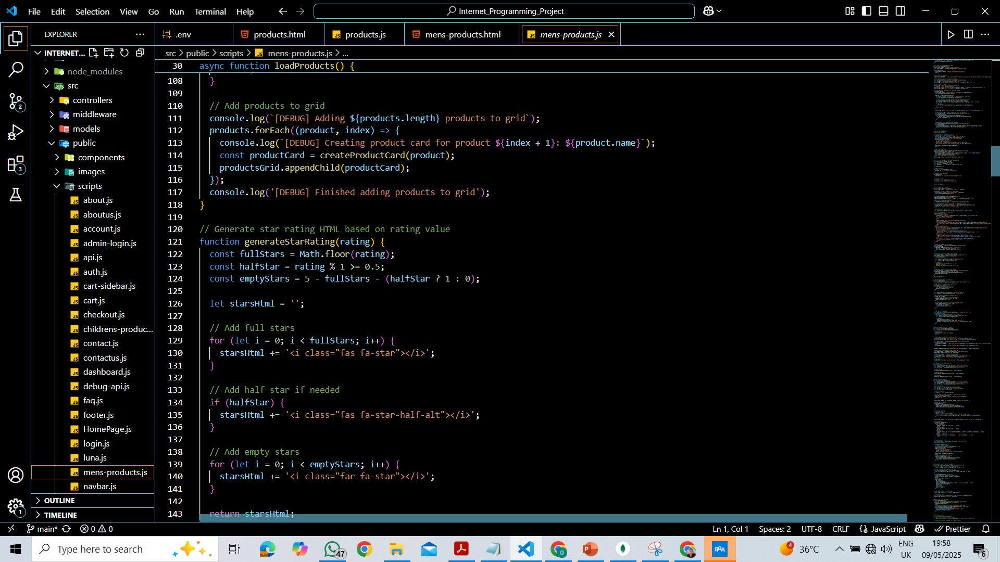 File Edit Selection View Go Run Terminal Help
Internet_Programming_Project
EXPLORER
.env
products.html
products.js
mens-products.html
mens-products.js
INTERNET...
node_modules
src
controllers
middleware
models
public
components
images
scripts
about.js
aboutus.js
account.js
admin-login.js
api.js
auth.js
cart-sidebar.js
cart.js
checkout.js
childrens-produc...
contact.js
contactus.js
dashboard.js
debug-api.js
faq.js
footer.js
HomePage.js
login.js
luna.js
mens-products.js
navbar.js
OUTLINE
TIMELINE
2
3
1
src > public > scripts > JS mens-products.js > ...
30 async function loadProducts() {
108 }
109
110 // Add products to grid
111 console.log(`[DEBUG] Adding ${products.length} products to grid`);
112 products.forEach((product, index) => {
113 console.log(`[DEBUG] Creating product card for product ${index + 1}: ${product.name}`);
114 const productCard = createProductCard(product);
115 productsGrid.appendChild(productCard);
116 });
117 console.log('[DEBUG] Finished adding products to grid');
118 }
119
120 // Generate star rating HTML based on rating value
121 function generateStarRating(rating) {
122 const fullStars = Math.floor(rating);
123 const halfStar = rating % 1 >= 0.5;
124 const emptyStars = 5 - fullStars - (halfStar ? 1 : 0);
125
126 let starsHtml = '';
127
128 // Add full stars
129 for (let i = 0; i < fullStars; i++) {
130 starsHtml += '<i class="fas fa-star"></i>';
131 }
132
133 // Add half star if needed
134 if (halfStar) {
135 starsHtml += '<i class="fas fa-star-half-alt"></i>';
136 }
137
138 // Add empty stars
139 for (let i = 0; i < emptyStars; i++) {
140 starsHtml += '<i class="far fa-star"></i>';
141 }
142
143 return starsHtml;
main* 0 0
Ln 1, Col 1 Spaces: 2 UTF-8 CRLF JavaScript Prettier
Type here to search
47
4
36°C
ENG
UK
19:58
09/05/2025
6